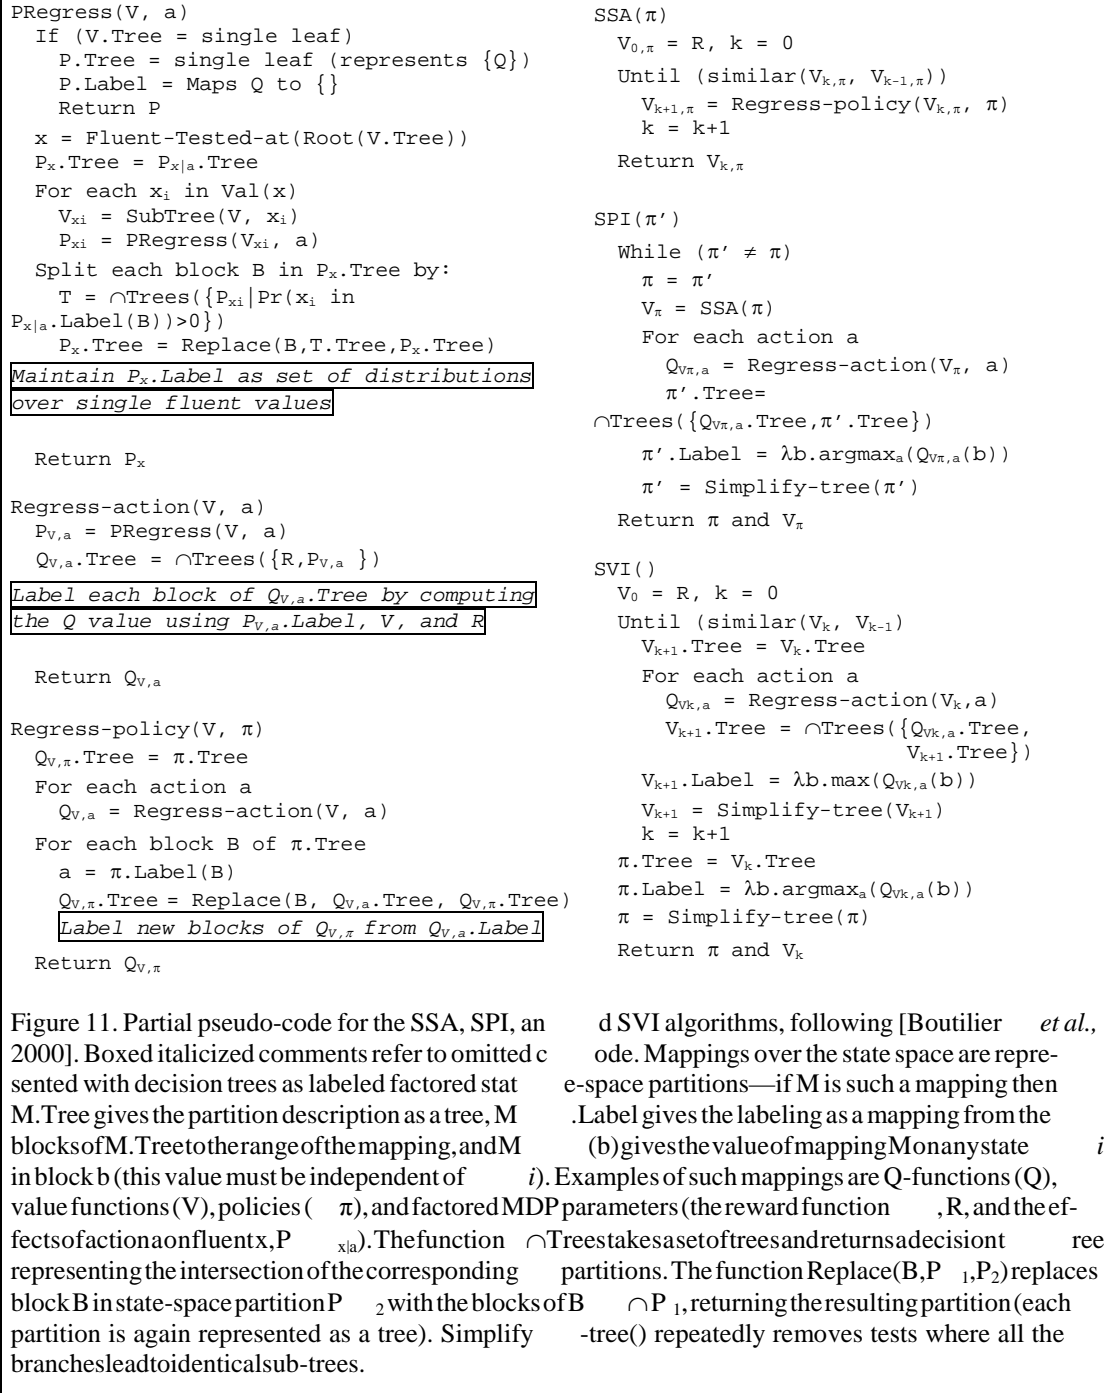 PRegress(V, a)
If (V.Tree = single leaf)
P.Tree = single leaf (represents {Q})
P.Label = Maps Q to {}
Return P
x = Fluent-Tested-at(Root(V.Tree))
Px.Tree = Px|a.Tree
For each xi in Val(x)
Vxi = SubTree(V, xi)
Pxi = PRegress(Vxi, a)
Split each block B in Px.Tree by:
T = ∩Trees({Pxi|Pr(xi in
Px|a.Label(B))>0})
Px.Tree = Replace(B,T.Tree,Px.Tree)
Maintain Px.Label as set of distributions
over single fluent values
Return Px
Regress-action(V, a)
PV,a = PRegress(V, a)
QV,a.Tree = ∩Trees({R,PV,a })
Label each block of QV,a.Tree by computing
the Q value using PV,a.Label, V, and R
Return QV,a
Regress-policy(V, π)
QV,π.Tree = π.Tree
For each action a
QV,a = Regress-action(V, a)
For each block B of π.Tree
a = π.Label(B)
QV,π.Tree = Replace(B, QV,a.Tree, QV,π.Tree)
Label new blocks of QV,π from QV,a.Label
Return QV,π
SSA(π)
V0,π = R, k = 0
Until (similar(Vk,π, Vk-1,π))
Vk+1,π = Regress-policy(Vk,π, π)
k = k+1
Return Vk,π
SPI(π′)
While (π′ ≠ π)
π = π′
Vπ = SSA(π)
For each action a
QVπ,a = Regress-action(Vπ, a)
π′.Tree=
∩Trees({QVπ,a.Tree,π′.Tree})
π′.Label = λb.argmaxa(QVπ,a(b))
π′ = Simplify-tree(π′)
Return π and Vπ
SVI()
V0 = R, k = 0
Until (similar(Vk, Vk-1)
Vk+1.Tree = Vk.Tree
For each action a
QVk,a = Regress-action(Vk,a)
Vk+1.Tree = ∩Trees({QVk,a.Tree,
Vk+1.Tree})
Vk+1.Label = λb.max(QVk,a(b))
Vk+1 = Simplify-tree(Vk+1)
k = k+1
π.Tree = Vk.Tree
π.Label = λb.argmaxa(QVk,a(b))
π = Simplify-tree(π)
Return π and Vk
Figure 11. Partial pseudo-code for the SSA, SPI, and SVI algorithms, following [Boutilier et al.,
2000]. Boxed italicized comments refer to omitted code. Mappings over the state space are repre-
sented with decision trees as labeled factored state-space partitions—if M is such a mapping then
M.Tree gives the partition description as a tree, M.Label gives the labeling as a mapping from the
blocks of M.Tree to the range of the mapping, and M(b) gives the value of mapping M on any state i
in block b (this value must be independent of i). Examples of such mappings are Q-functions (Q),
value functions (V), policies (π), and factored MDP parameters (the reward function, R, and the ef-
fects of action a on fluent x, Px|a). The function ∩Trees takes a set of trees and returns a decision tree
representing the intersection of the corresponding partitions. The function Replace(B,P1,P2) replaces
block B in state-space partition P2 with the blocks of B ∩ P1, returning the resulting partition (each
partition is again represented as a tree). Simplify-tree() repeatedly removes tests where all the
branches lead to identical sub-trees.